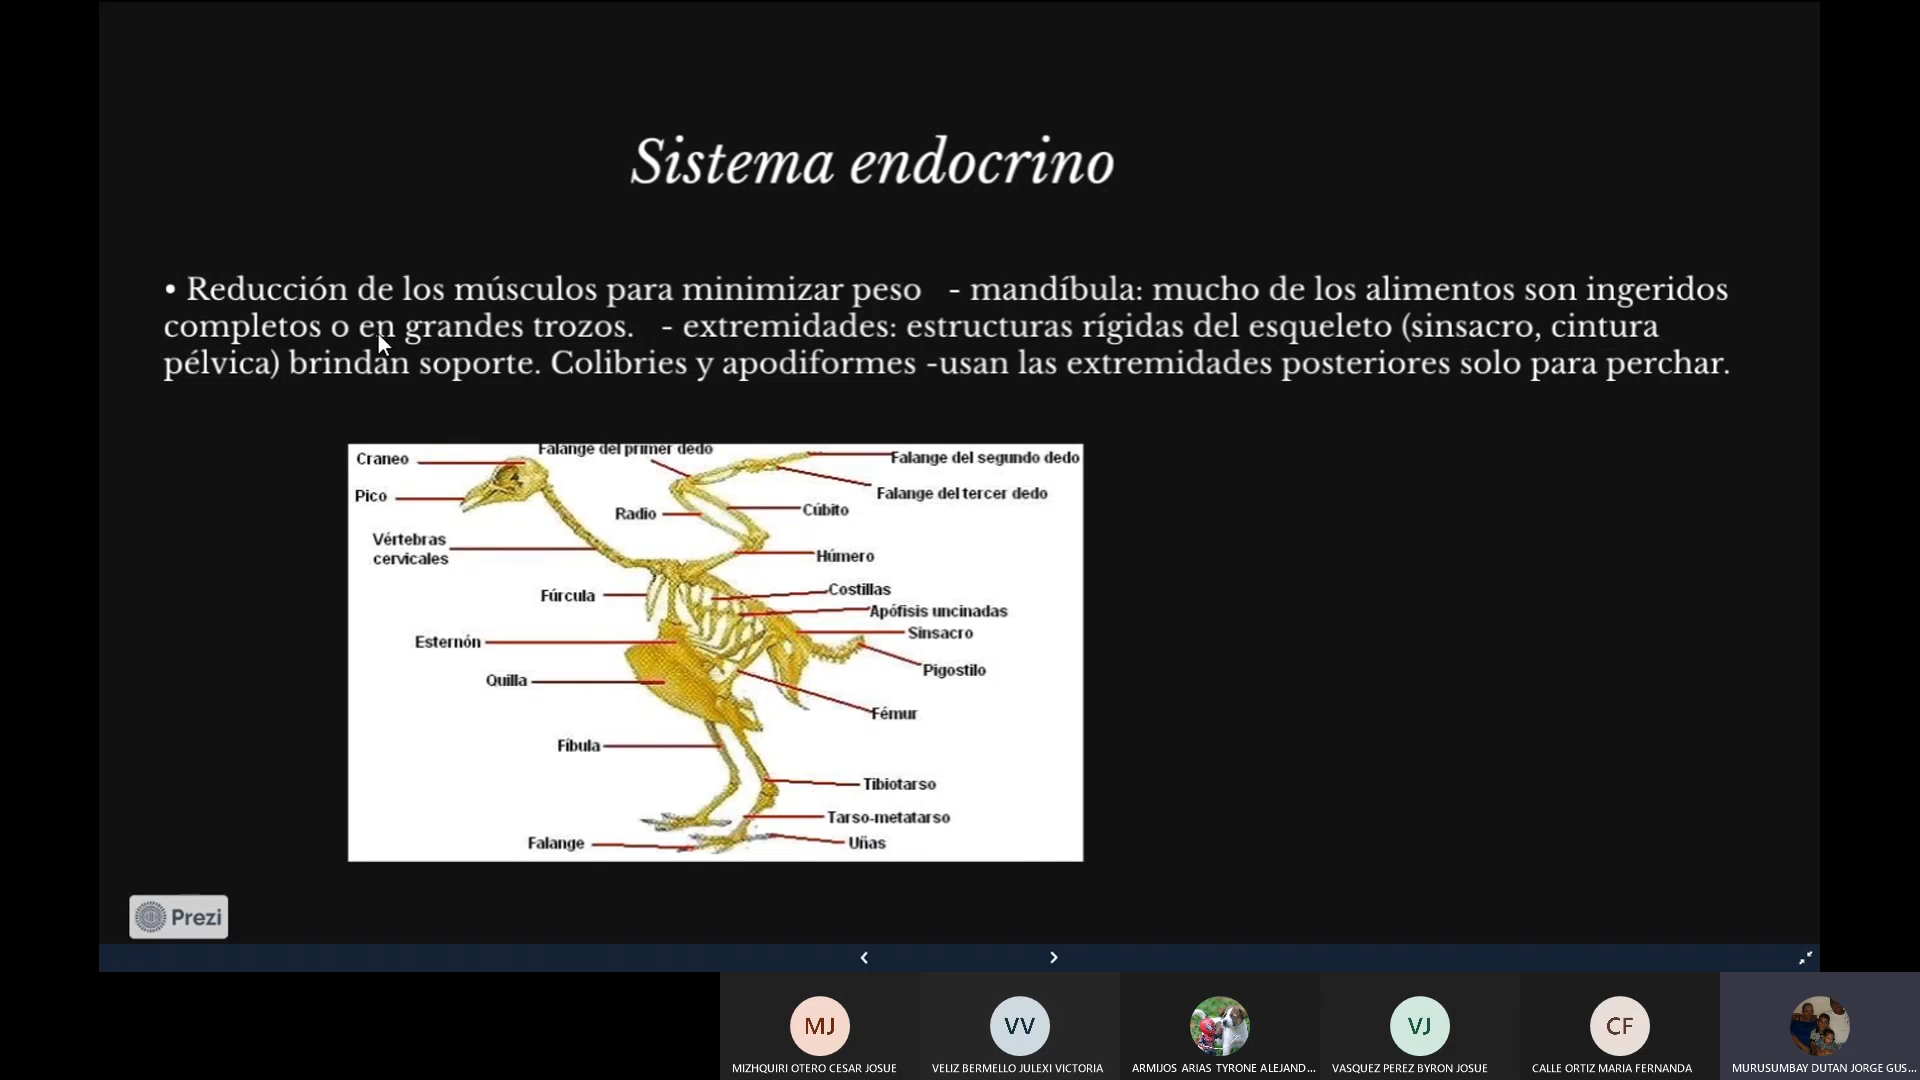 Sistema endocrino
• Reducción de los músculos para minimizar peso - mandíbula: mucho de los alimentos son ingeridos
completos o en grandes trozos. - extremidades: estructuras rígidas del esqueleto (sinsacro, cintura
pélvica) brindan soporte. Colibries y apodiformes -usan las extremidades posteriores solo para perchar.
Craneo
Falange del primer dedo
Falange del segundo dedo
Pico
Falange del tercer dedo
Radio
Cúbito
Vértebras
cervicales
Húmero
Fúrcula
Costillas
Apófisis uncinadas
Sinsacro
Esternón
Pigostilo
Quilla
Fémur
Fíbula
Tibiotarso
Tarso-metatarso
Falange
Uñas
Prezi
MJ
VV
VJ
CF
MIZHQUIRI OTERO CESAR JOSUE
VELIZ BERMELLO JULEXI VICTORIA
ARMIJOS ARIAS TYRONE ALEJAND...
VASQUEZ PEREZ BYRON JOSUE
CALLE ORTIZ MARIA FERNANDA
MURUSUMBAY DUTAN JORGE GUS...